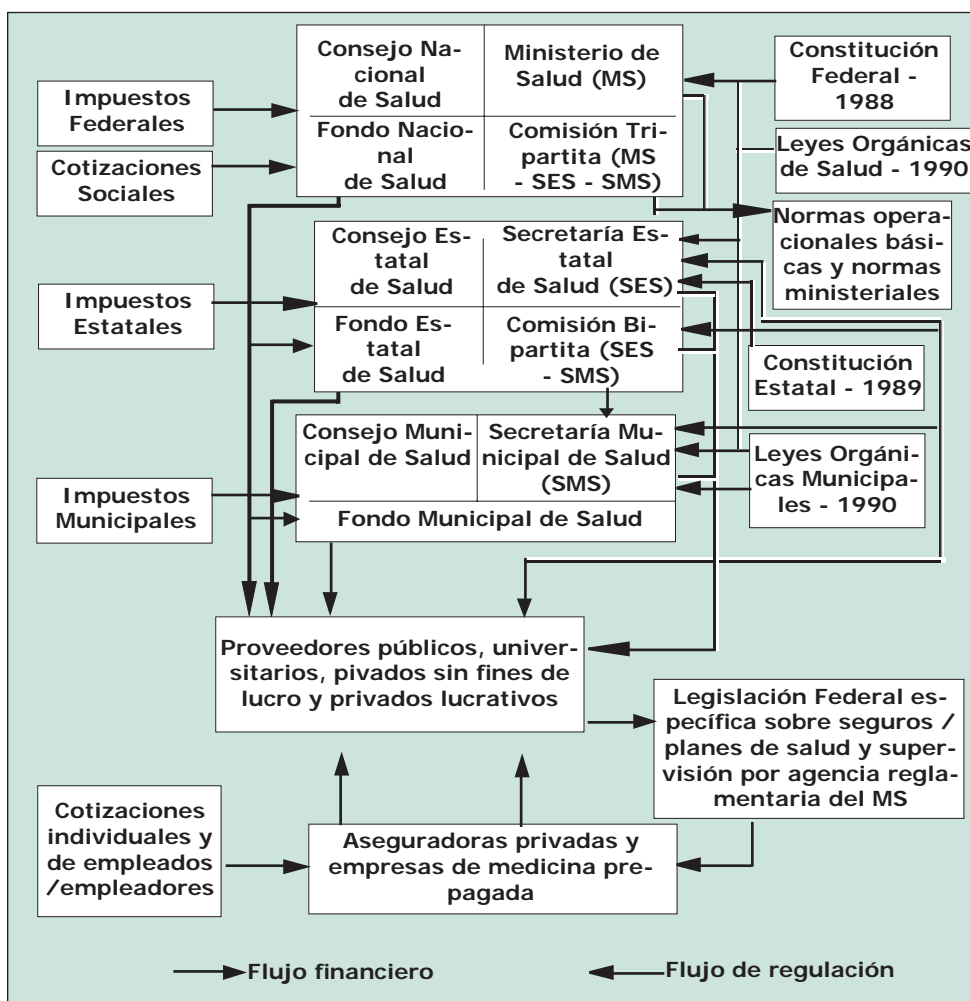 Consejo Na-
cional
de Salud
Ministerio de
Salud (MS)
Constitución
Federal -
1988
Impuestos
Federales
Fondo Nacio-
nal
de Salud
Comisión Tri-
partita (MS
- SES - SMS)
Leyes Orgánicas
de Salud - 1990
Cotizaciones
Sociales
Normas opera-
cionales bási-
cas y normas
ministeriales
Consejo Es-
tatal
de Salud
Secretaría Es-
tatal
de Salud (SES)
Impuestos
Estatales
Fondo Es-
tatal
de Salud
Comisión Bi-
partita (SES
- SMS)
Constitución
Estatal - 1989
Consejo Muni-
cipal de Salud
Secretaría Mu-
nicipal de Salud
(SMS)
Leyes Orgáni-
cas Municipa-
les - 1990
Impuestos
Municipales
Fondo Municipal de Salud
Proveedores públicos, univer-
sitarios, pivados sin fines de
lucro y privados lucrativos
Legislación Federal es-
pecífica sobre seguros /
planes de salud y super-
visión por agencia regla-
mentaria del MS
Cotizaciones
individuales y
de empleados
/empleadores
Aseguradoras privadas y
empresas de medicina pre-
pagada
Flujo financiero
Flujo de regulación